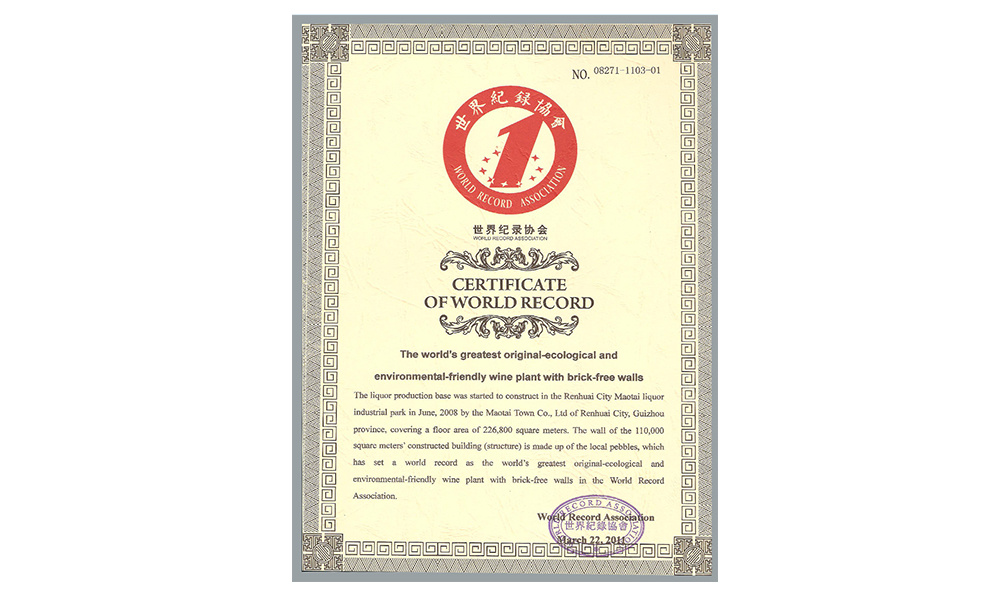 NO. 08271-1103-01
世界紀録協會
1
WORLD RECORD ASSOCIATION
世界纪录协会
WORLD RECORD ASSOCIATION
CERTIFICATE
OF WORLD RECORD
The world's greatest original-ecological and
environmental-friendly wine plant with brick-free walls
The liquor production base was started to construct in the Renhuai City Maotai liquor
industrial park in June, 2008 by the Maotai Town Co., Ltd of Renhuai City, Guizhou
province, covering a floor area of 226,800 square meters. The wall of the 110,000
square meters' constructed building (structure) is made up of the local pebbles, which
has set a world record as the world's greatest original-ecological and
environmental-friendly wine plant with brick-free walls in the World Record
Association.
World Record Association
世界紀錄協會
March 22, 2011